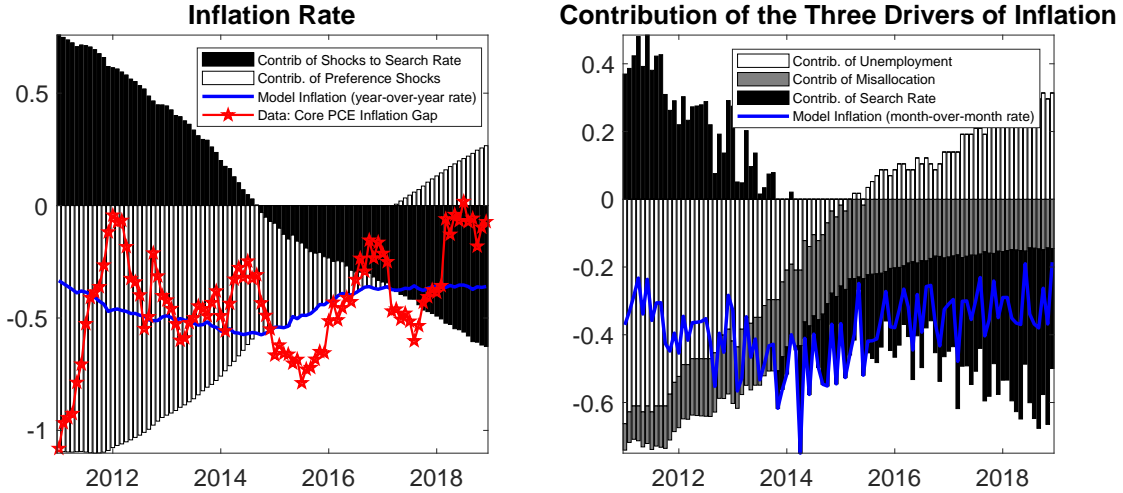 Inflation Rate
Contrib of Shocks to Search Rate
Contrib. of Preference Shocks
Model Inflation (year-over-year rate)
Data: Core PCE Inflation Gap
0.5
0
-0.5
-1
2012 2014 2016 2018
Contribution of the Three Drivers of Inflation
Contrib. of Unemployment
Contrib of Misallocation
Contrib. of Search Rate
Model Inflation (month-over-month rate)
0.4
0.2
0
-0.2
-0.4
-0.6
2012 2014 2016 2018